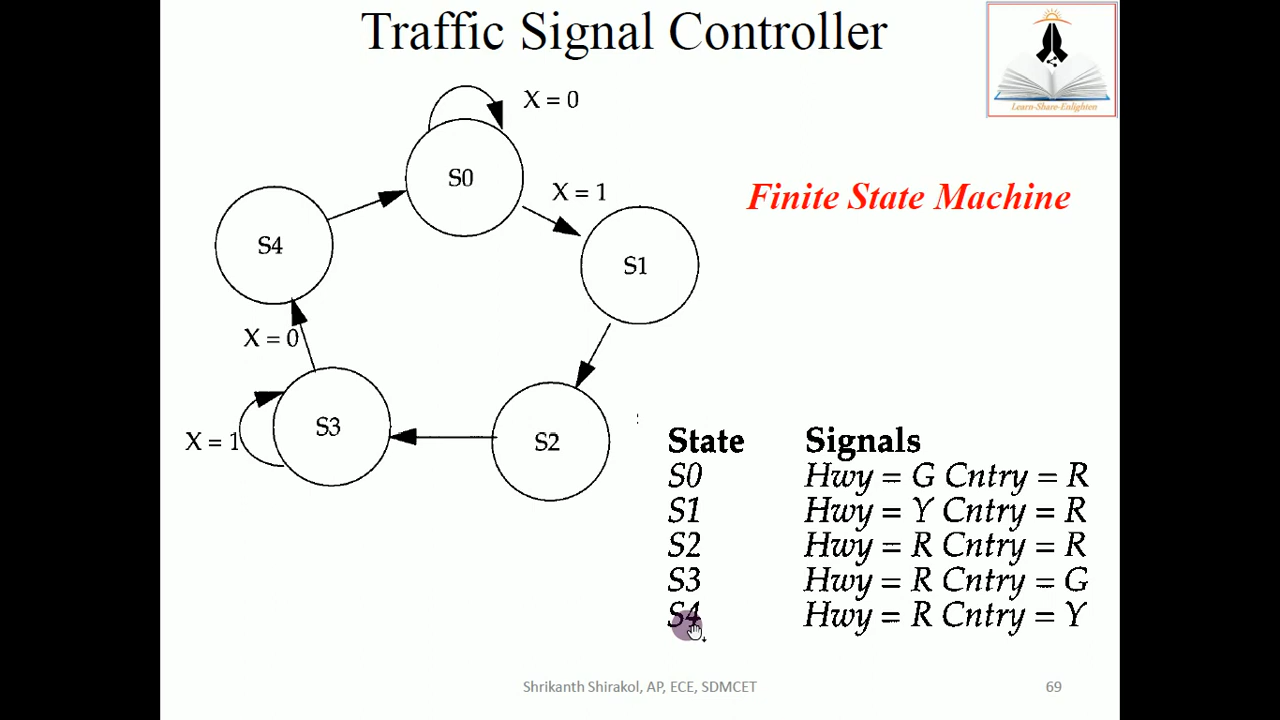 Traffic Signal Controller
Learn-Share-Enlighten
X = 0
S0
X = 1
Finite State Machine
S4
S1
X = 0
S3
X = 1
S2
:
State Signals
S0 Hwy = G Cntry = R
S1 Hwy = Y Cntry = R
S2 Hwy = R Cntry = R
S3 Hwy = R Cntry = G
S4 Hwy = R Cntry = Y
Shrikanth Shirakol, AP, ECE, SDMCET 69